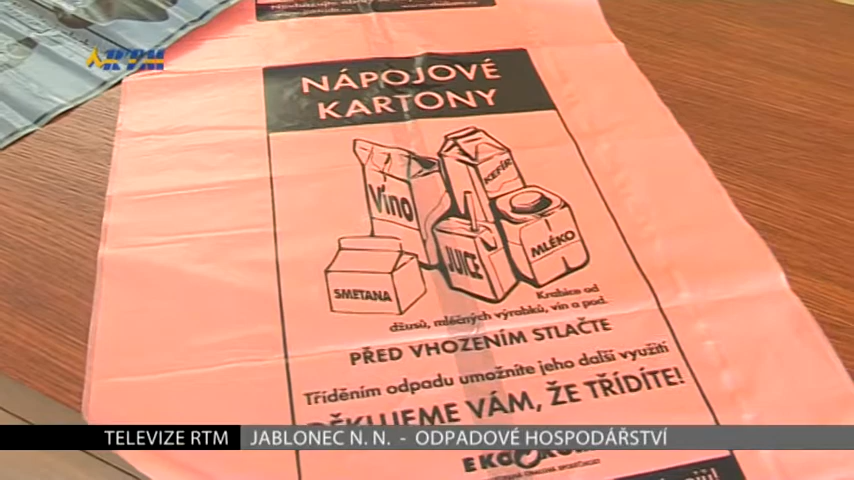 RTM
NÁPOJOVÉ
KARTONY
Víno
KEFÍR
JUICE
MLÉKO
SMETANA
Krabice od
džusů, mléčných výrobků, vín a pod.
PŘED VHOZENÍM STLAČTE
Tříděním odpadu umožníte jeho další využití
DĚKUJEME VÁM, ŽE TŘÍDÍTE!
TELEVIZE RTM JABLONEC N. N. - ODPADOVÉ HOSPODÁŘSTVÍ